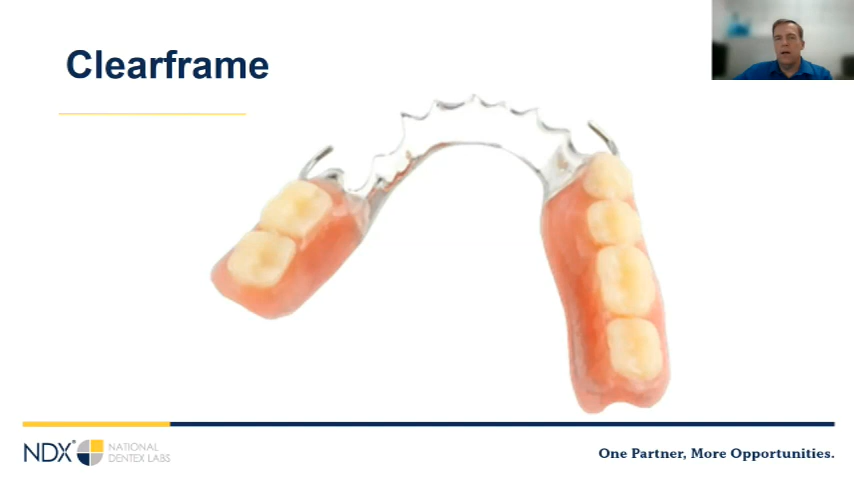 Clearframe
NDX® NATIONAL
DENTEX LABS
One Partner, More Opportunities.